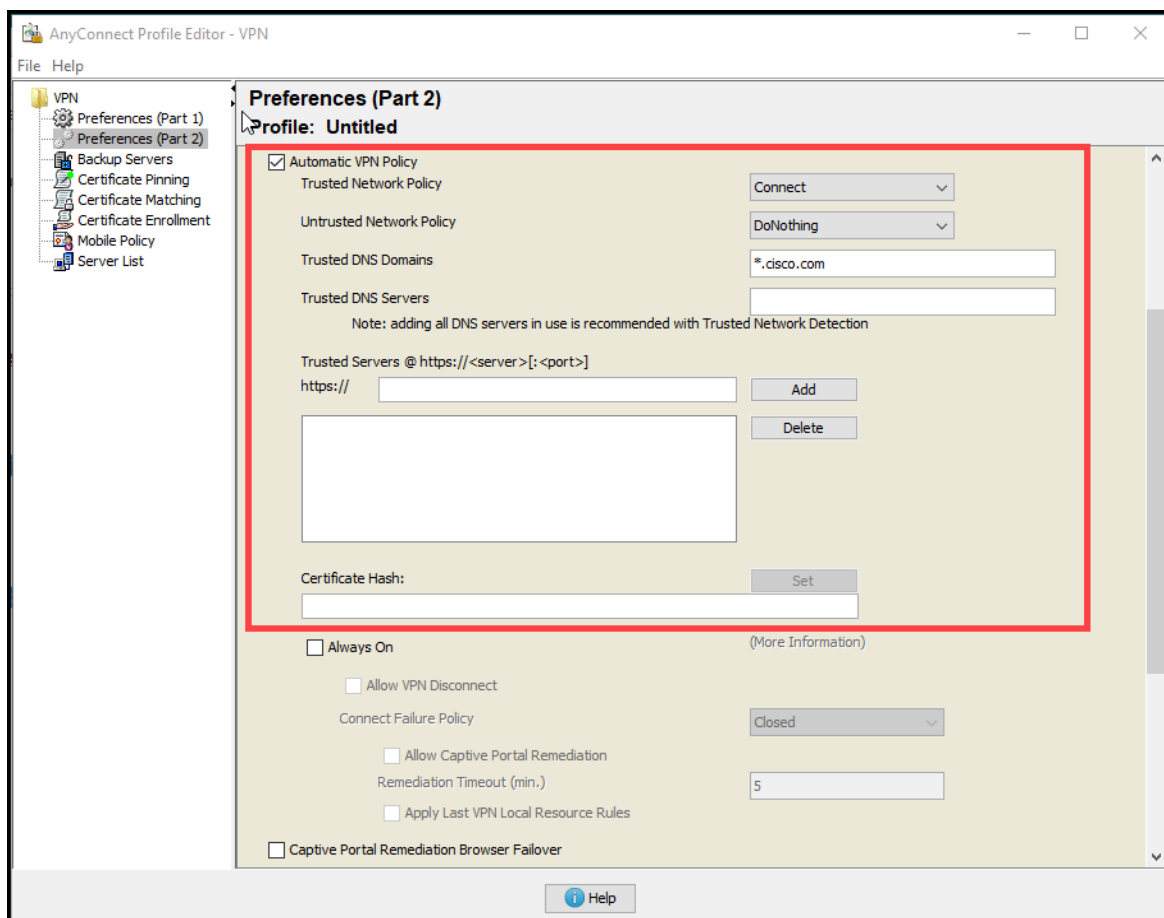 AnyConnect Profile Editor - VPN
File Help
VPN
Preferences (Part 1)
Preferences (Part 2)
Backup Servers
Certificate Pinning
Certificate Matching
Certificate Enrollment
Mobile Policy
Server List
Preferences (Part 2)
Profile: Untitled
Automatic VPN Policy
Trusted Network Policy Connect
Untrusted Network Policy DoNothing
Trusted DNS Domains *.cisco.com
Trusted DNS Servers
Note: adding all DNS servers in use is recommended with Trusted Network Detection
Trusted Servers @ https://<server>[:<port>]
https:// Add
Delete
Certificate Hash: Set
Always On (More Information)
Allow VPN Disconnect
Connect Failure Policy Closed
Allow Captive Portal Remediation
Remediation Timeout (min.) 5
Apply Last VPN Local Resource Rules
Captive Portal Remediation Browser Failover
Help